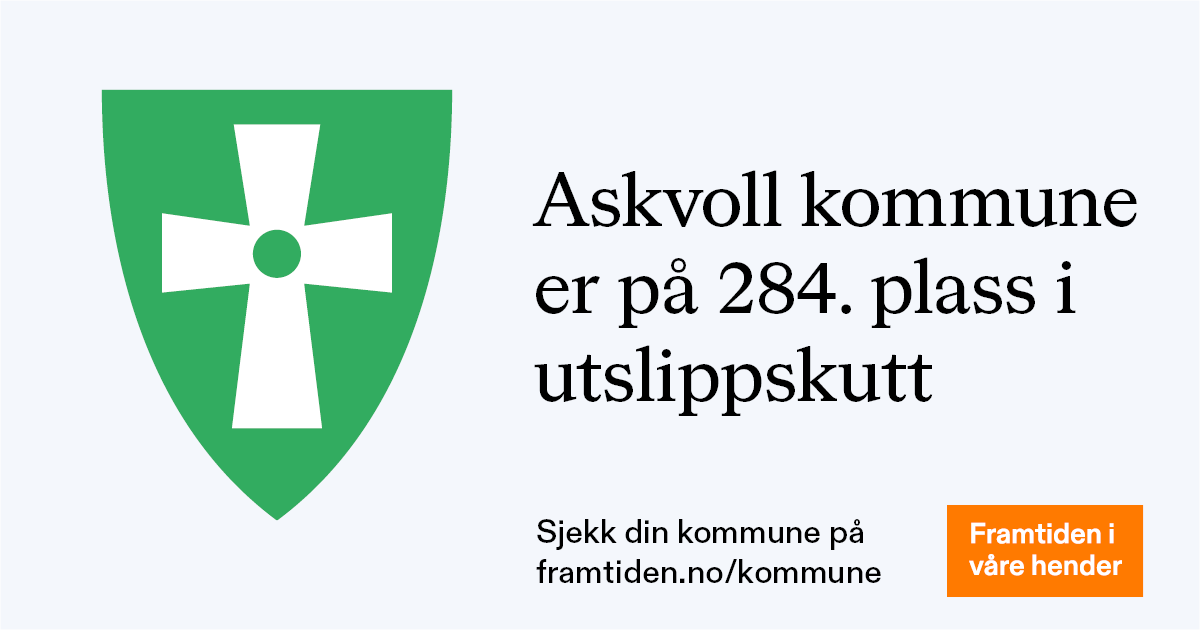 Askvoll kommune
er på 284. plass i
utslippskutt
Sjekk din kommune på
framtiden.no/kommune
Framtiden i
våre hender